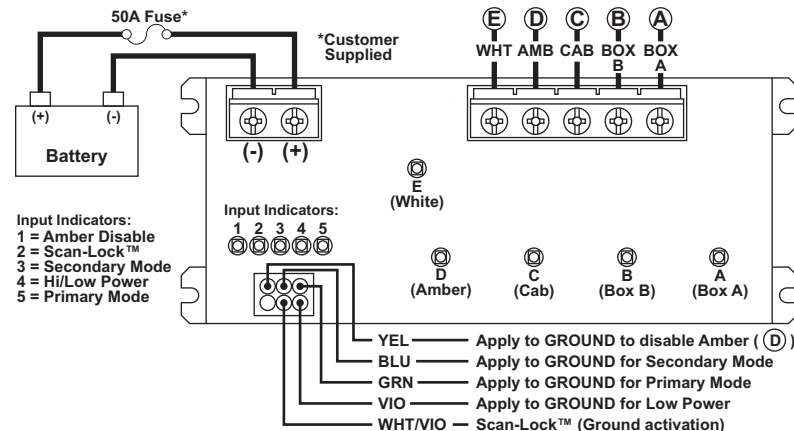 50A Fuse*
*Customer
Supplied
E D C B A
WHT AMB CAB BOX BOX
B A
(+) (-)
Battery
(-) (+)
E
(White)
Input Indicators:
1 = Amber Disable
2 = Scan-Lock™
3 = Secondary Mode
4 = Hi/Low Power
5 = Primary Mode
Input Indicators:
1 2 3 4 5
D
(Amber)
C
(Cab)
B
(Box B)
A
(Box A)
YEL Apply to GROUND to disable Amber (D)
BLU Apply to GROUND for Secondary Mode
GRN Apply to GROUND for Primary Mode
VIO Apply to GROUND for Low Power
WHT/VIO Scan-Lock™ (Ground activation)